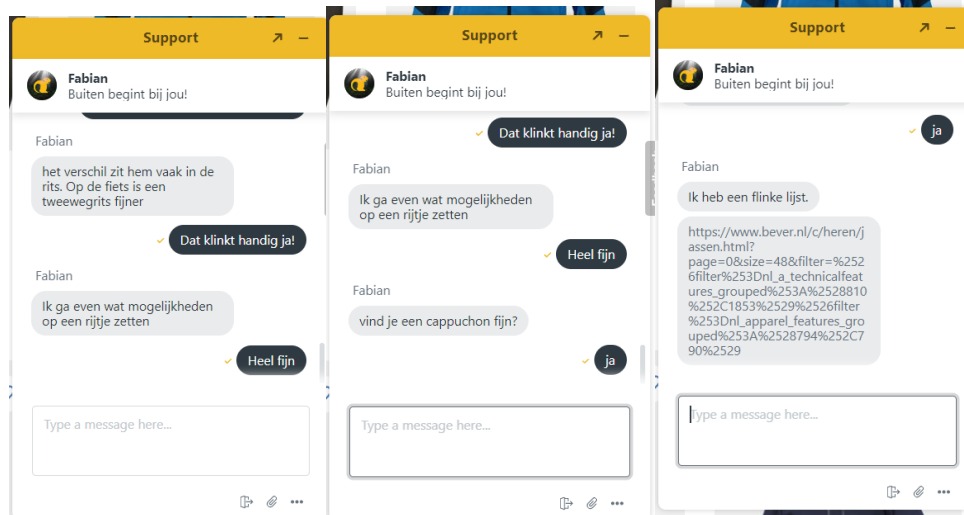 Support
Fabian
Buiten begint bij jou!
Fabian
het verschil zit hem vaak in de
rits. Op de fiets is een
tweewegrits fijner
Dat klinkt handig ja!
Fabian
Ik ga even wat mogelijkheden
op een rijtje zetten
Heel fijn
Type a message here...
Support
Fabian
Buiten begint bij jou!
Dat klinkt handig ja!
Fabian
Ik ga even wat mogelijkheden
op een rijtje zetten
Heel fijn
Fabian
vind je een cappuchon fijn?
ja
Type a message here...
Support
Fabian
Buiten begint bij jou!
ja
Fabian
Ik heb een flinke lijst.
https://www.bever.nl/c/heren/j
assen.html?
page=0&size=48&filter=%252
6filter%253Dnl_a_technicalfeat
ures_grouped%253A%2528810
%252C1853%2529%2526filter
%253Dnl_apparel_features_gro
uped%253A%2528794%252C7
90%2529
Type a message here...